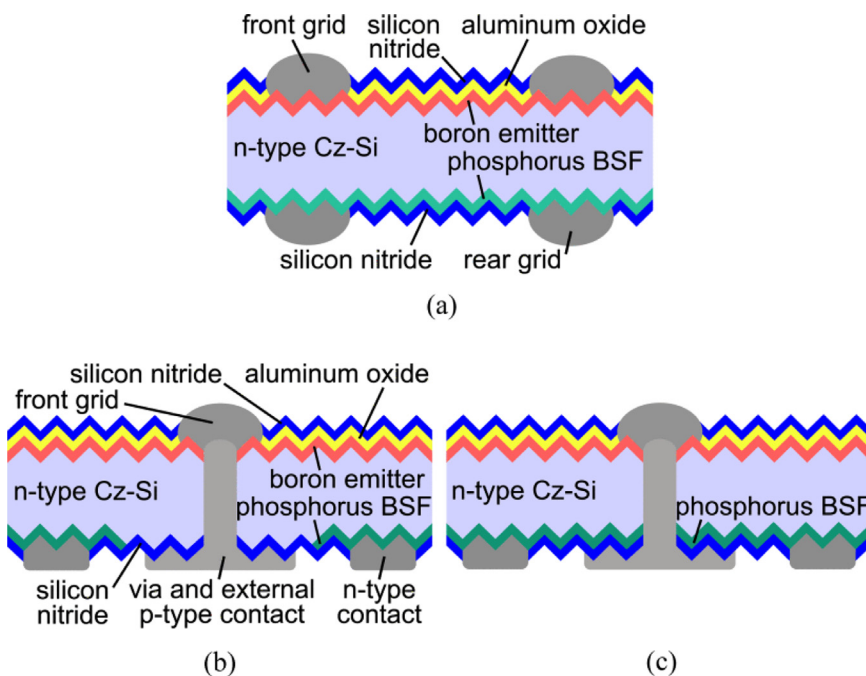 front grid
silicon
nitride
aluminum oxide
n-type Cz-Si
boron emitter
phosphorus BSF
silicon nitride
rear grid
(a)
silicon nitride
front grid
aluminum oxide
n-type Cz-Si
boron emitter
phosphorus BSF
silicon
nitride
via and external
p-type contact
n-type
contact
(b)
n-type Cz-Si
phosphorus BSF
(c)